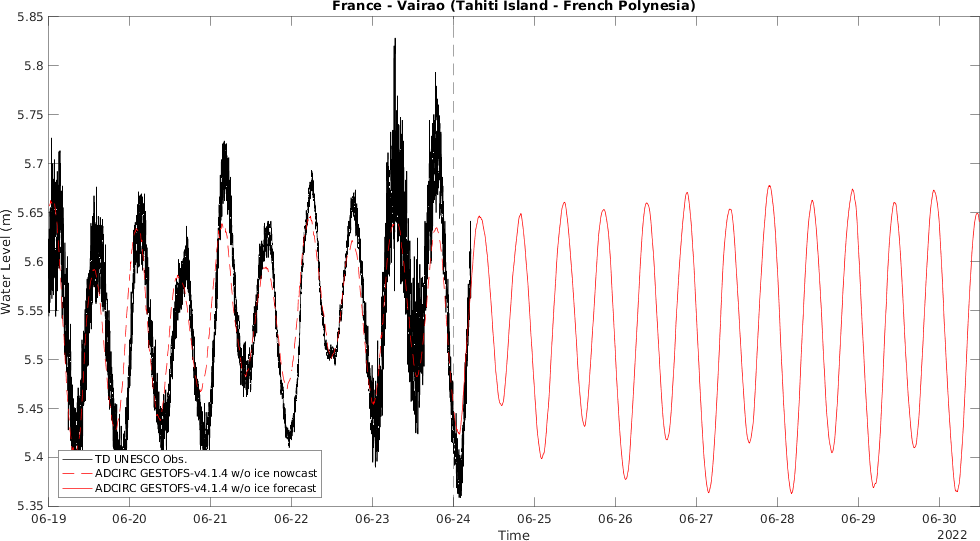 France - Vairao (Tahiti Island - French Polynesia)
5.85
5.8
5.75
5.7
5.65
5.6
5.55
5.5
5.45
5.4
5.35
Water Level (m)
TD UNESCO Obs.
ADCIRC GESTOFS-v4.1.4 w/o ice nowcast
ADCIRC GESTOFS-v4.1.4 w/o ice forecast
06-19 06-20 06-21 06-22 06-23 06-24 06-25 06-26 06-27 06-28 06-29 06-30
Time
2022